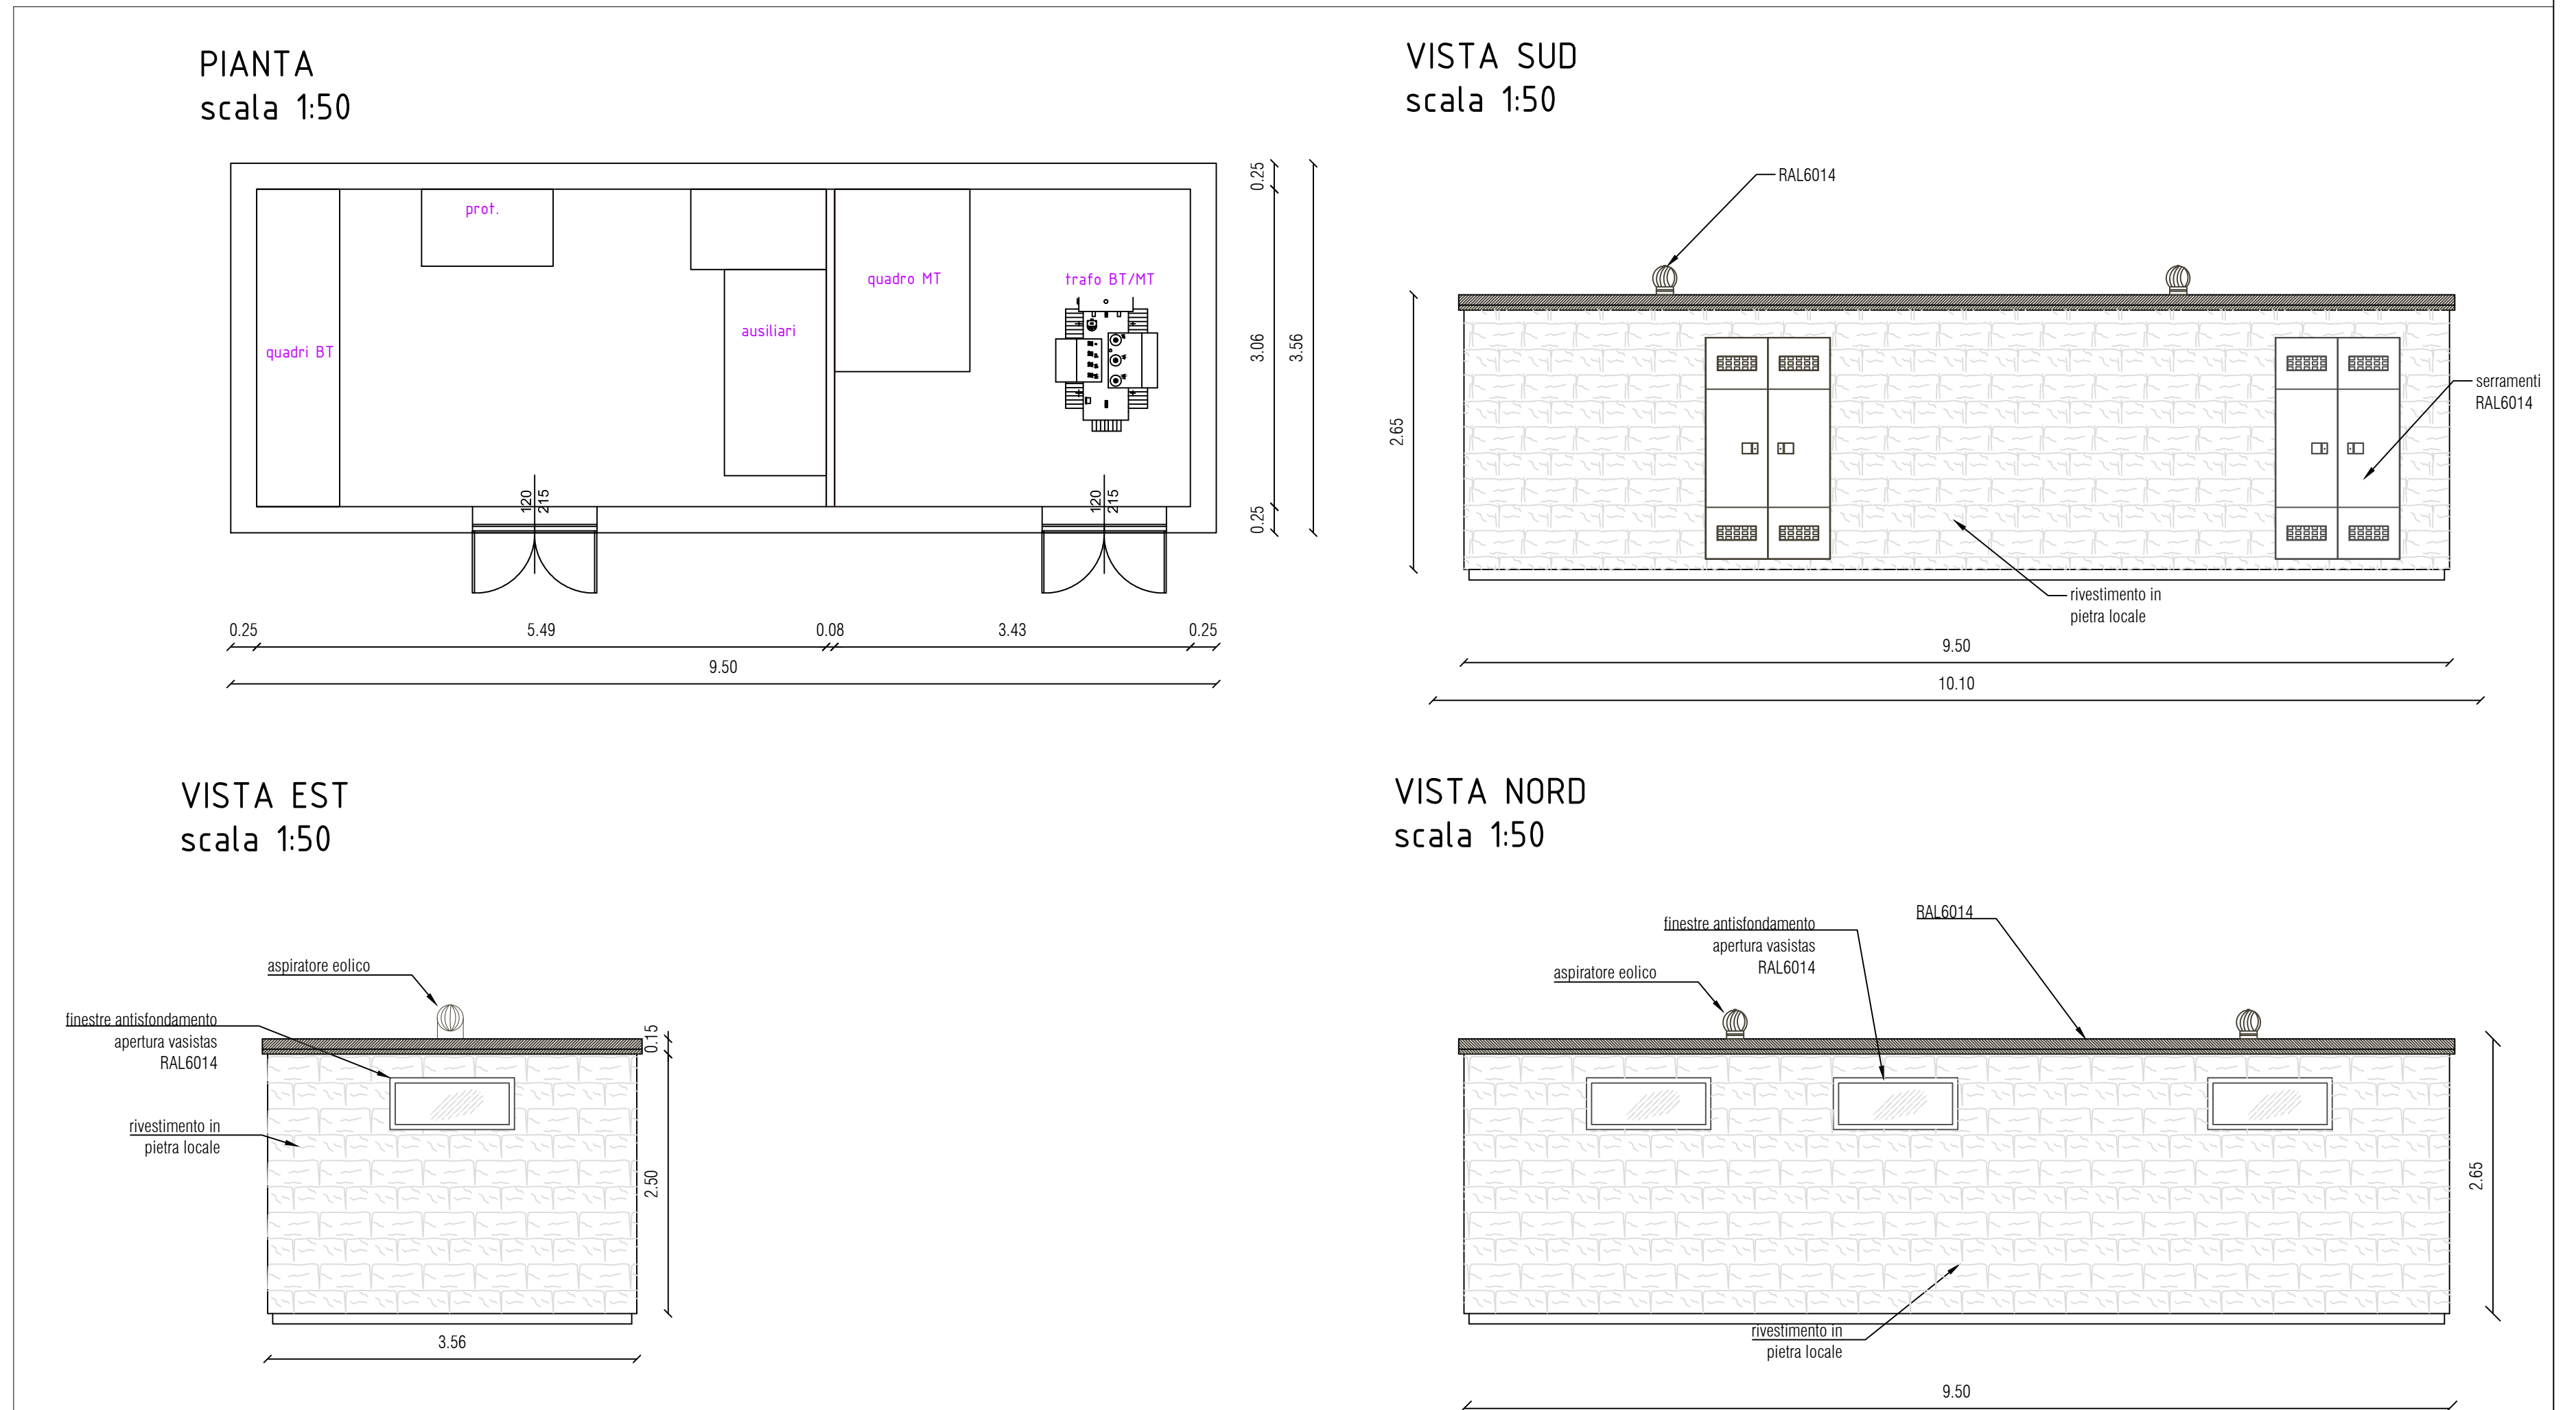 PIANTA
scala 1:50
prot.
quadri BT
ausiliari
quadro MT
trafo BT/MT
120
215
120
215
0.25
3.06
0.25
3.56
0.25
5.49
0.08
3.43
0.25
9.50
VISTA SUD
scala 1:50
RAL6014
2.65
serramenti
RAL6014
rivestimento in
pietra locale
9.50
10.10
VISTA EST
scala 1:50
aspiratore eolico
finestre antisfondamento
apertura vasistas
RAL6014
rivestimento in
pietra locale
0.15
2.50
3.56
VISTA NORD
scala 1:50
RAL6014
finestre antisfondamento
apertura vasistas
RAL6014
aspiratore eolico
2.65
rivestimento in
pietra locale
9.50